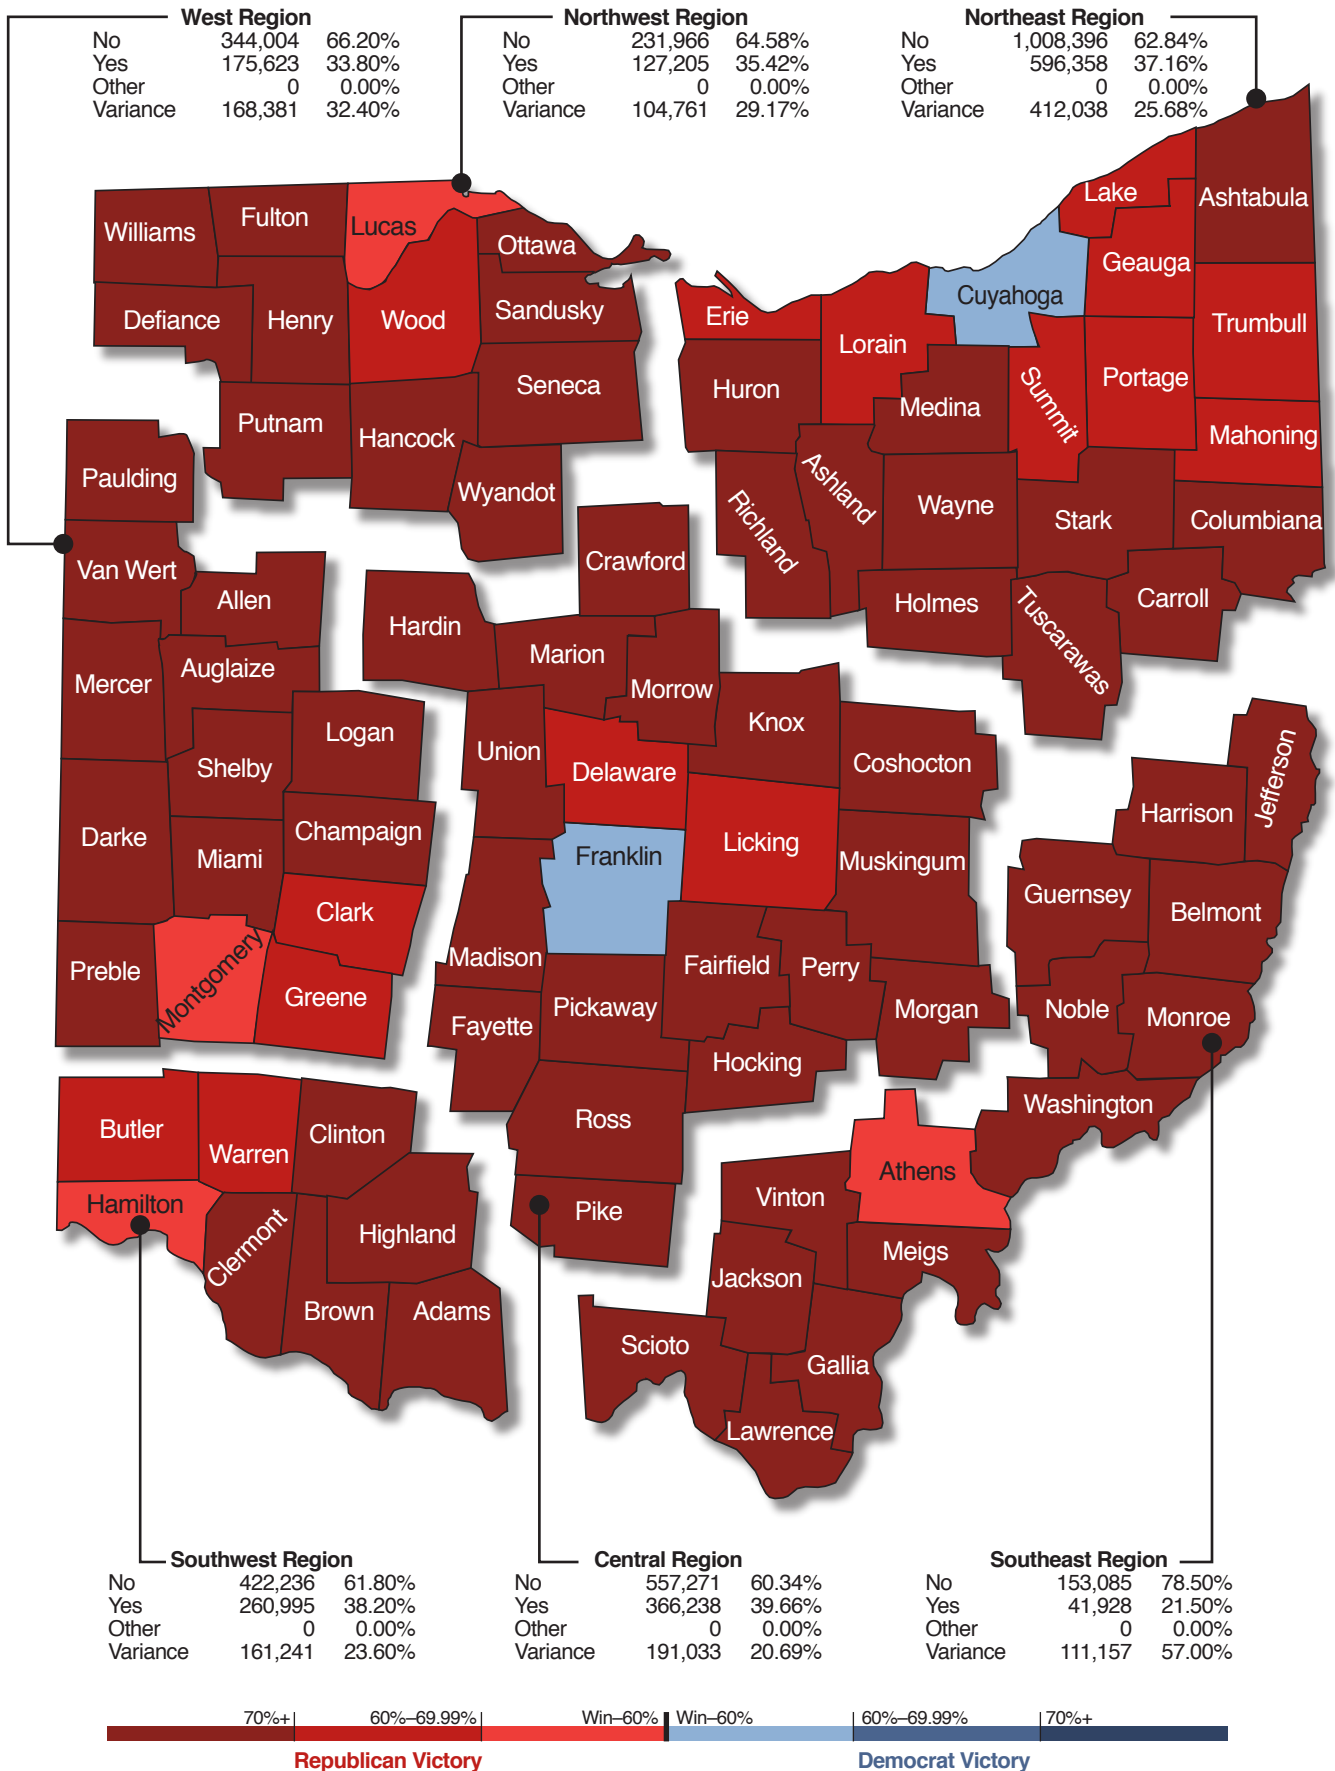 West Region
No 344,004 66.20%
Yes 175,623 33.80%
Other 0 0.00%
Variance 168,381 32.40%
Northwest Region
No 231,966 64.58%
Yes 127,205 35.42%
Other 0 0.00%
Variance 104,761 29.17%
Northeast Region
No 1,008,396 62.84%
Yes 596,358 37.16%
Other 0 0.00%
Variance 412,038 25.68%
Williams
Fulton
Lucas
Ottawa
Defiance
Henry
Wood
Sandusky
Putnam
Hancock
Seneca
Wyandot
Lake
Ashtabula
Geauga
Cuyahoga
Erie
Lorain
Trumbull
Huron
Medina
Summit
Portage
Mahoning
Richland
Ashland
Wayne
Stark
Columbiana
Holmes
Tuscarawas
Carroll
Paulding
Van Wert
Allen
Mercer
Auglaize
Logan
Shelby
Darke
Miami
Champaign
Clark
Preble
Montgomery
Greene
Crawford
Hardin
Marion
Morrow
Knox
Union
Delaware
Coshocton
Franklin
Licking
Muskingum
Madison
Fairfield
Perry
Pickaway
Fayette
Morgan
Hocking
Ross
Pike
Jefferson
Harrison
Guernsey
Belmont
Noble
Monroe
Washington
Athens
Vinton
Meigs
Jackson
Scioto
Gallia
Lawrence
Butler
Warren
Clinton
Hamilton
Clermont
Highland
Brown
Adams
Southwest Region
No 422,236 61.80%
Yes 260,995 38.20%
Other 0 0.00%
Variance 161,241 23.60%
Central Region
No 557,271 60.34%
Yes 366,238 39.66%
Other 0 0.00%
Variance 191,033 20.69%
Southeast Region
No 153,085 78.50%
Yes 41,928 21.50%
Other 0 0.00%
Variance 111,157 57.00%
70%+ 60%–69.99% Win–60% Win–60% 60%–69.99% 70%+
Republican Victory Democrat Victory